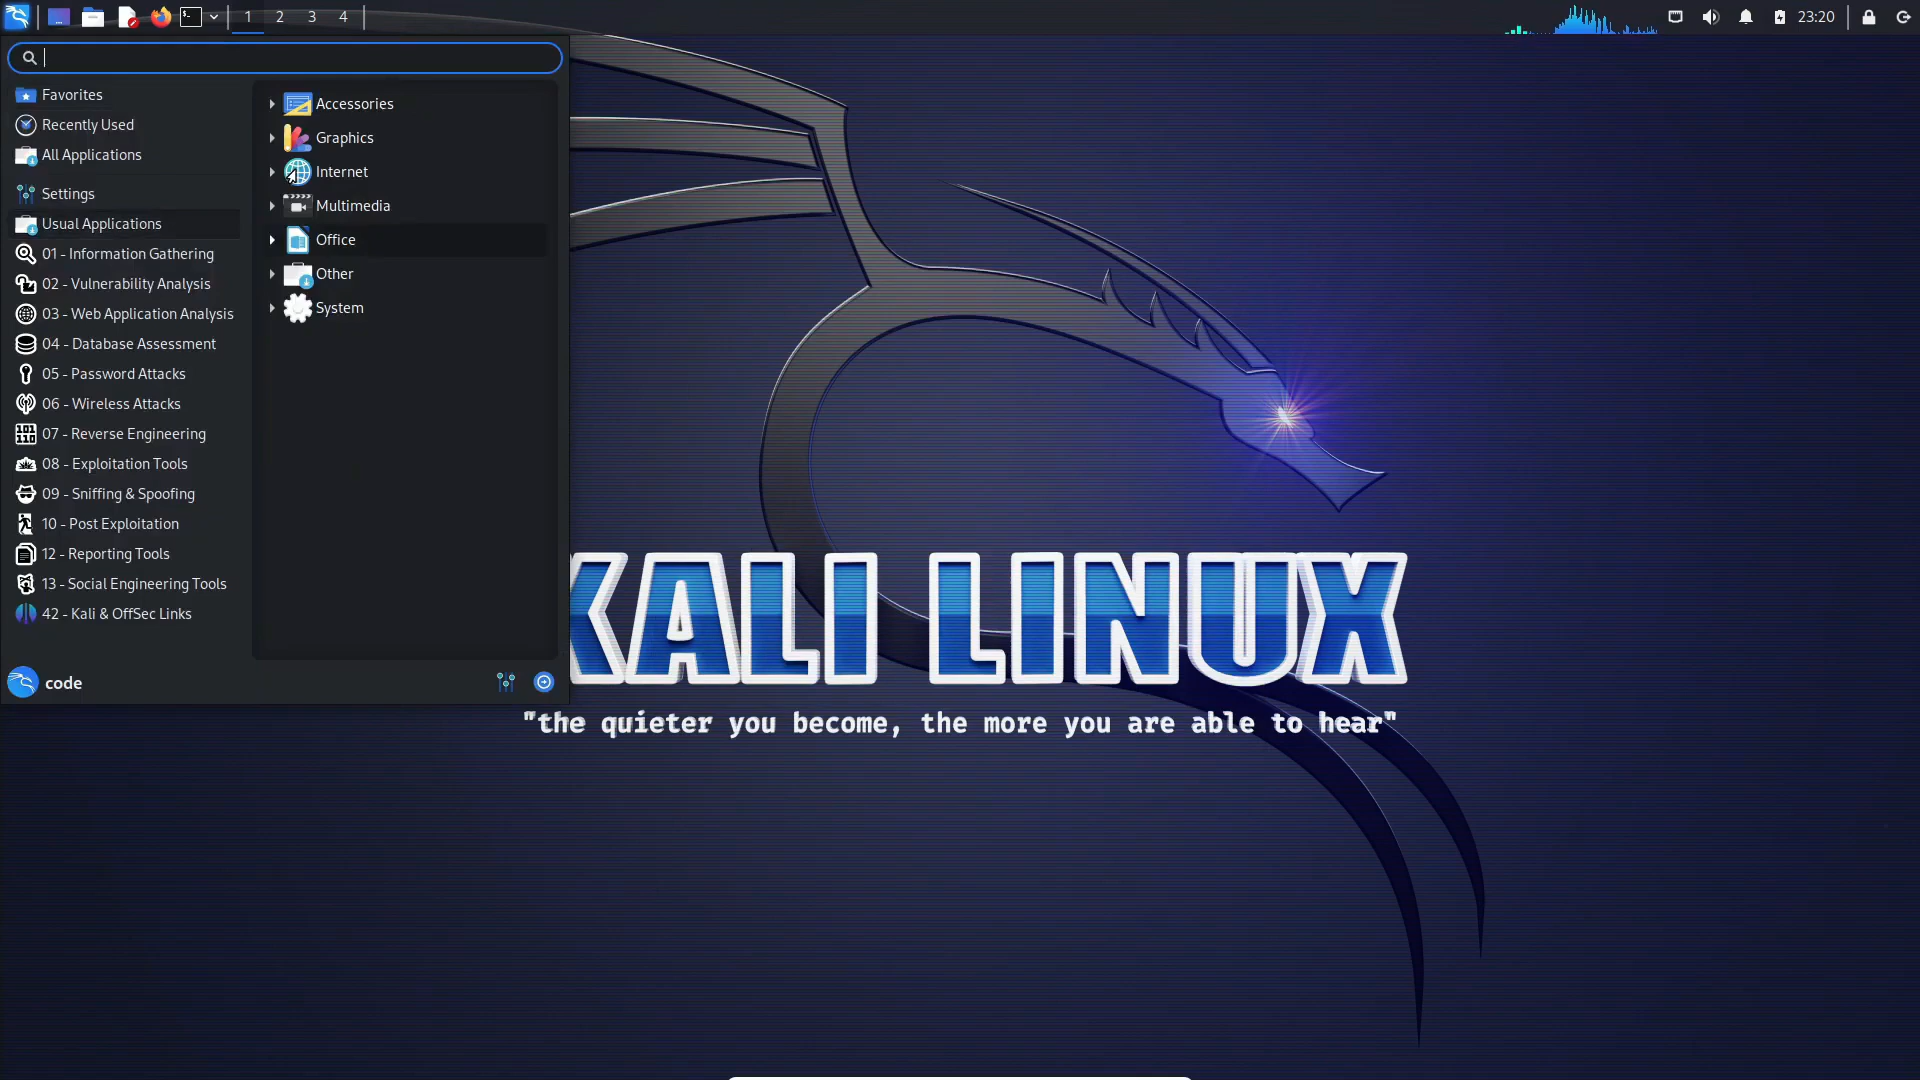 1 2 3 4
23:20
Favorites
Recently Used
All Applications
Settings
Usual Applications
01 - Information Gathering
02 - Vulnerability Analysis
03 - Web Application Analysis
04 - Database Assessment
05 - Password Attacks
06 - Wireless Attacks
07 - Reverse Engineering
08 - Exploitation Tools
09 - Sniffing & Spoofing
10 - Post Exploitation
12 - Reporting Tools
13 - Social Engineering Tools
42 - Kali & OffSec Links
Accessories
Graphics
Internet
Multimedia
Office
Other
System
code
KALI LINUX
"the quieter you become, the more you are able to hear"